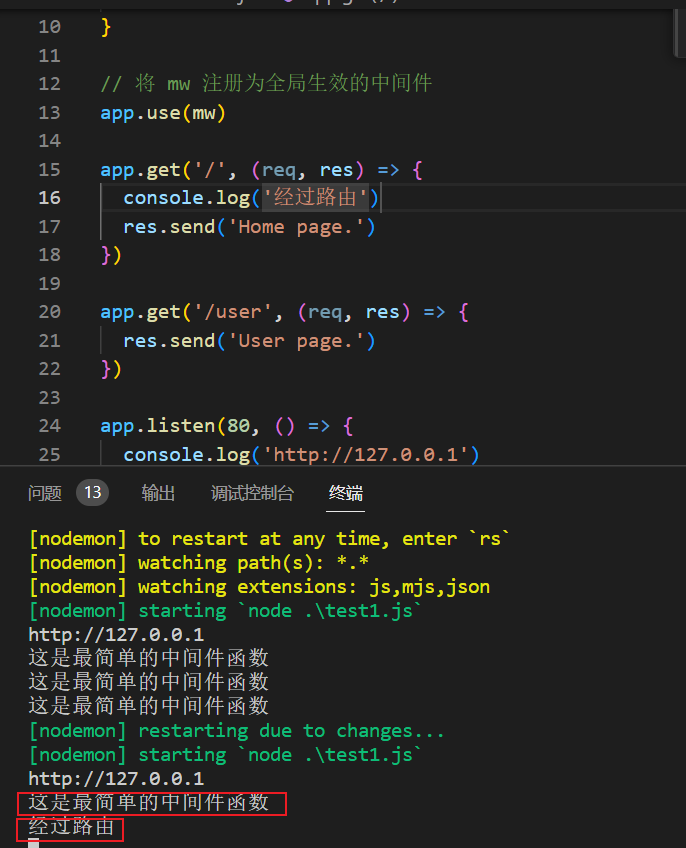 10 }
11
12 // 将 mw 注册为全局生效的中间件
13 app.use(mw)
14
15 app.get('/', (req, res) => {
16 console.log('经过路由')
17 res.send('Home page.')
18 })
19
20 app.get('/user', (req, res) => {
21 res.send('User page.')
22 })
23
24 app.listen(80, () => {
25 console.log('http://127.0.0.1')
问题 13 输出 调试控制台 终端
[nodemon] to restart at any time, enter `rs`
[nodemon] watching path(s): *.*
[nodemon] watching extensions: js,mjs,json
[nodemon] starting `node .\test1.js`
http://127.0.0.1
这是最简单的中间件函数
这是最简单的中间件函数
这是最简单的中间件函数
[nodemon] restarting due to changes...
[nodemon] starting `node .\test1.js`
http://127.0.0.1
这是最简单的中间件函数
经过路由